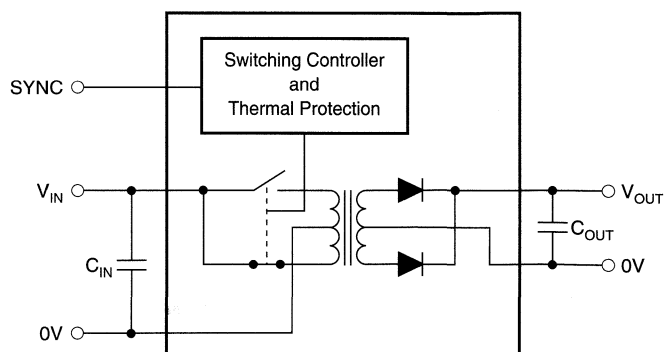 Switching Controller
and
Thermal Protection
SYNC
V_IN
V_OUT
C_OUT
C_IN
0V
0V